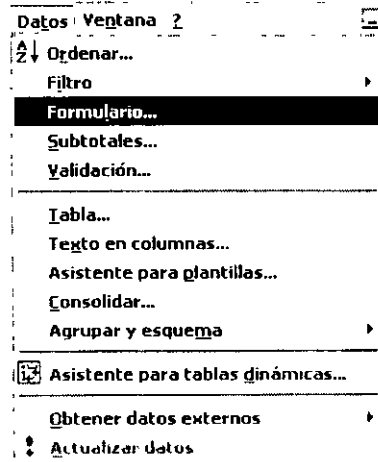 Datos Ventana ?
Ordenar...
Filtro
Formulario...
Subtotales...
Validación...
Tabla...
Texto en columnas...
Asistente para plantillas...
Consolidar...
Agrupar y esquema
Asistente para tablas dinámicas...
Obtener datos externos
Actualizar datos